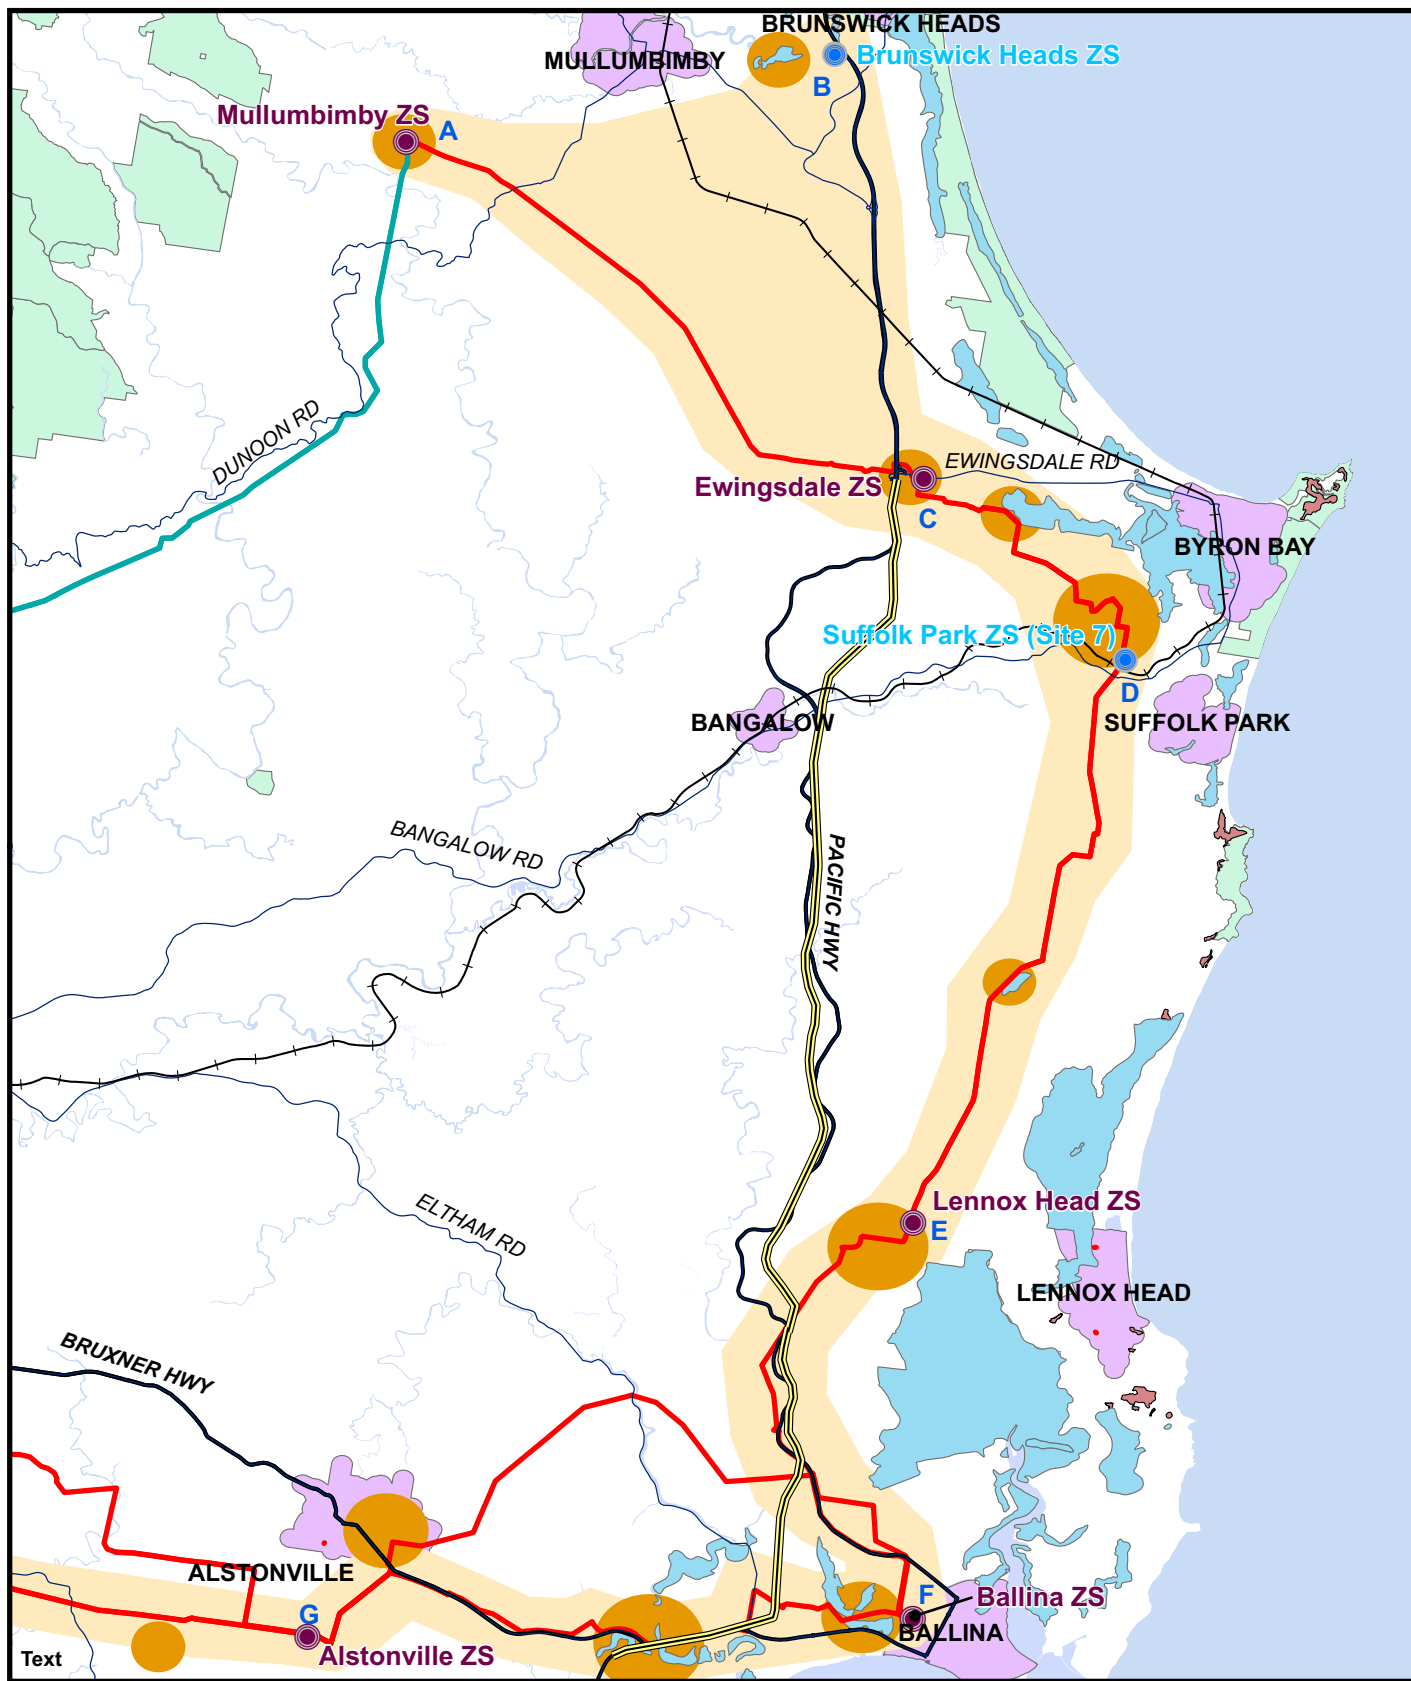 BRUNSWICK HEADS
MULLUMBIMBY
Brunswick Heads ZS
B
Mullumbimby ZS
A
DUNOON RD
EWINGSDALE RD
Ewingsdale ZS
C
BYRON BAY
Suffolk Park ZS (Site 7)
D
BANGALOW
SUFFOLK PARK
BANGALOW RD
PACIFIC HWY
Lennox Head ZS
E
ELTHAM RD
LENNOX HEAD
BRUXNER HWY
ALSTONVILLE
F
Ballina ZS
G
BALLINA
Alstonville ZS
Text